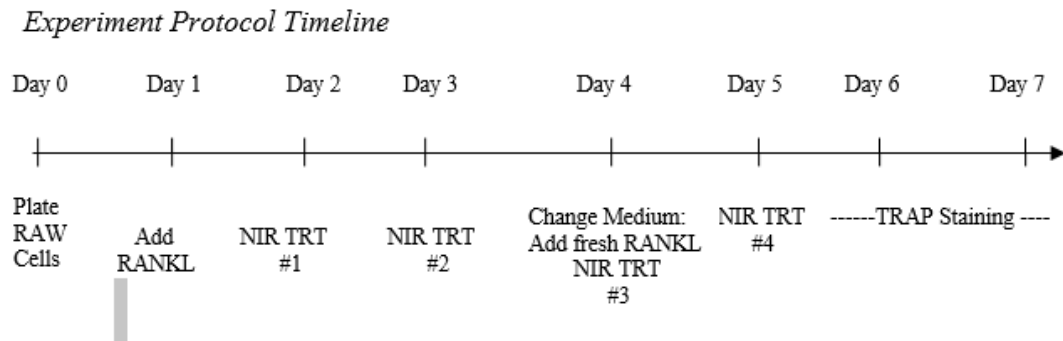 Experiment Protocol Timeline
Day 0 Day 1 Day 2 Day 3 Day 4 Day 5 Day 6 Day 7
Plate
RAW
Cells
Add
RANKL
NIR TRT
#1
NIR TRT
#2
Change Medium:
Add fresh RANKL
NIR TRT
#3
NIR TRT
#4
------TRAP Staining ----